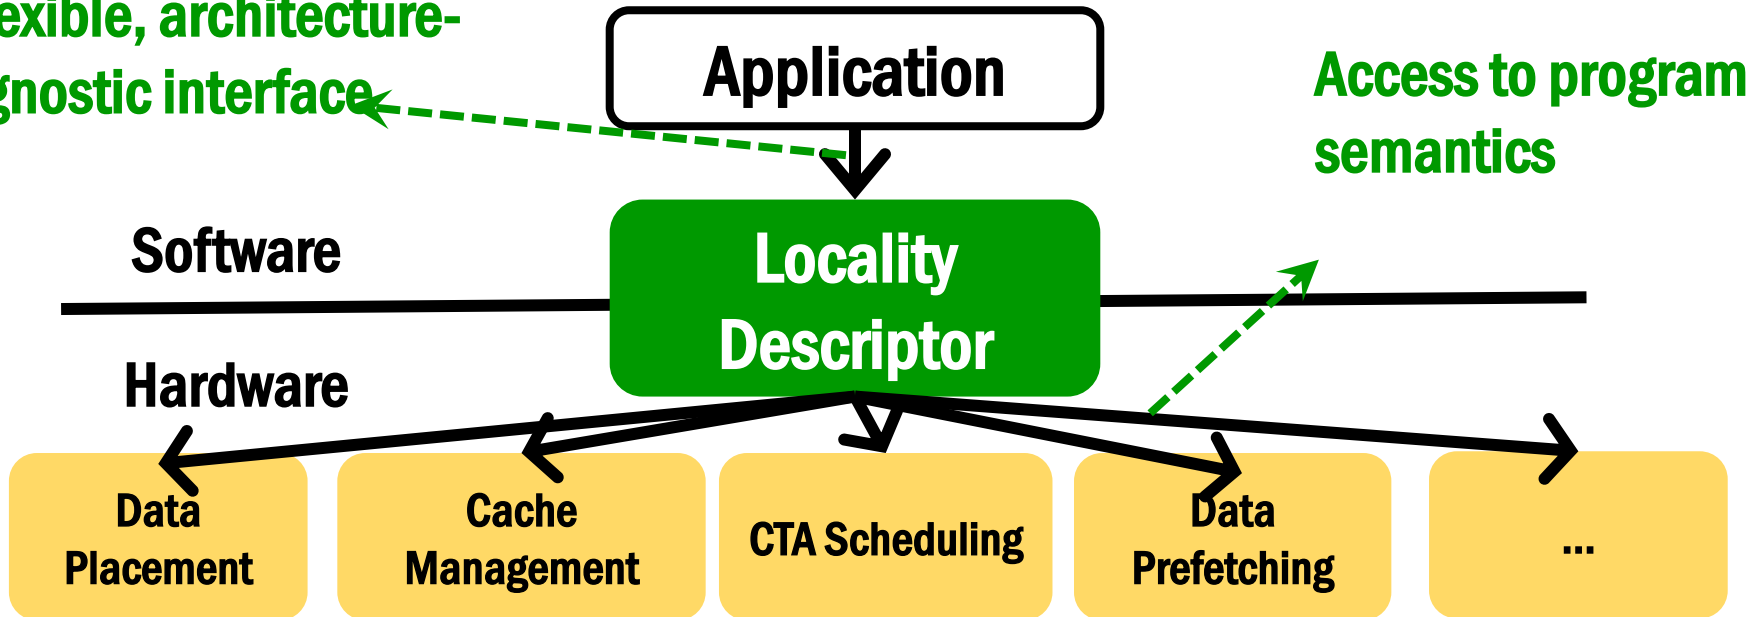 exible, architecture-
gnostic interface
Application
Access to program
semantics
Software
Locality
Descriptor
Hardware
Data
Placement
Cache
Management
CTA Scheduling
Data
Prefetching
...